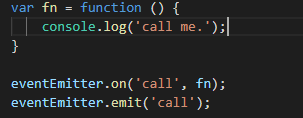 var fn = function () {
    console.log('call me.');
}

eventEmitter.on('call', fn);
eventEmitter.emit('call');